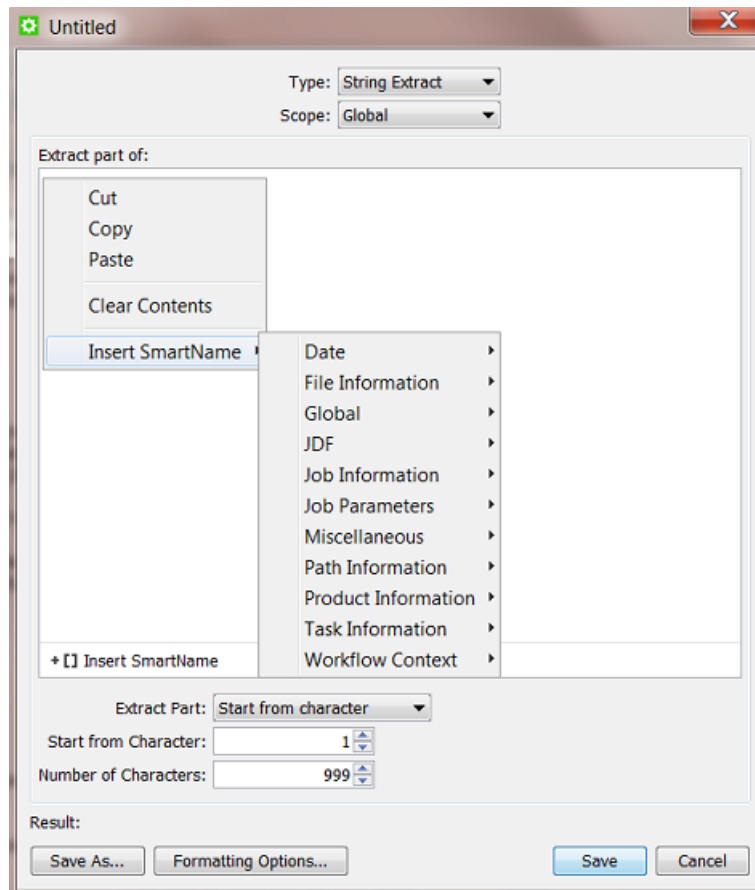 Untitled
Type: String Extract
Scope: Global
Extract part of:
Cut
Copy
Paste
Clear Contents
Insert SmartName
Date
File Information
Global
JDF
Job Information
Job Parameters
Miscellaneous
Path Information
Product Information
Task Information
Workflow Context
+[] Insert SmartName
Extract Part: Start from character
Start from Character: 1
Number of Characters: 999
Result:
Save As... Formatting Options... Save Cancel